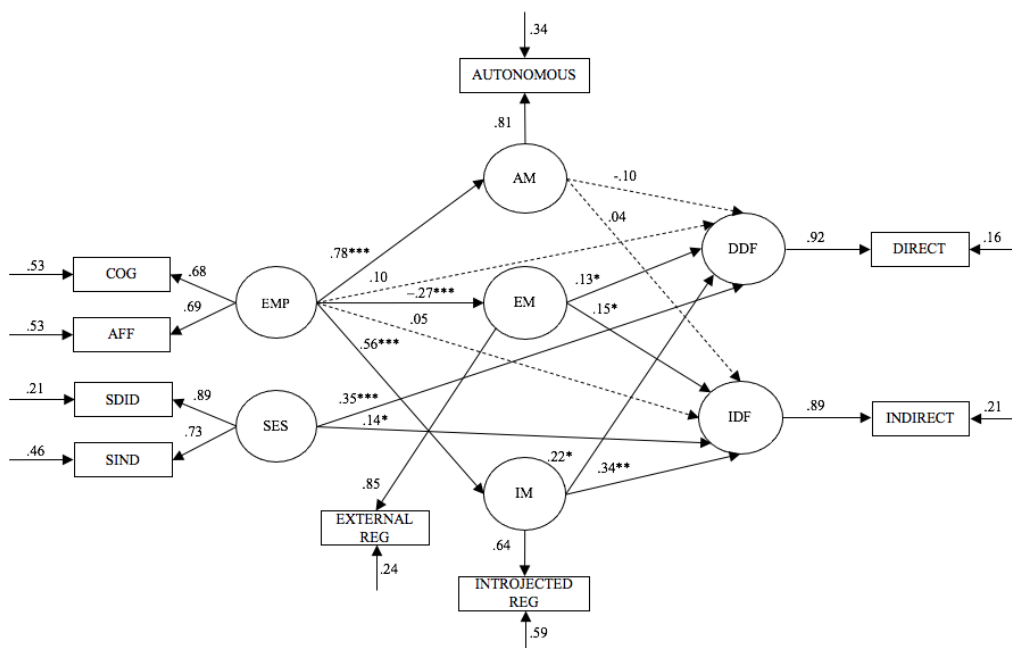 .34
AUTONOMOUS
.81
AM
-.10
.04
DDF
.92
DIRECT
.16
.78***
.53
COG
.68
EMP
.10
–.27***
EM
.13*
.69
.53
AFF
.05
.15*
.56***
.21
SDID
.89
SES
.35***
.14*
IDF
.89
INDIRECT
.21
.73
.46
SIND
.22*
.34**
.85
IM
EXTERNAL
REG
.64
.24
INTROJECTED
REG
.59